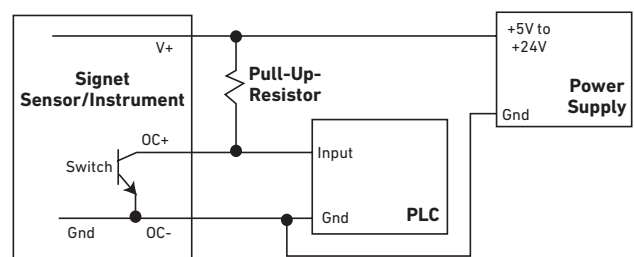 +5V to
+24V
V+
Signet
Sensor/Instrument
Pull-Up-
Resistor
Power
Supply
Gnd
OC+
Switch
Input
Gnd
PLC
Gnd
OC-